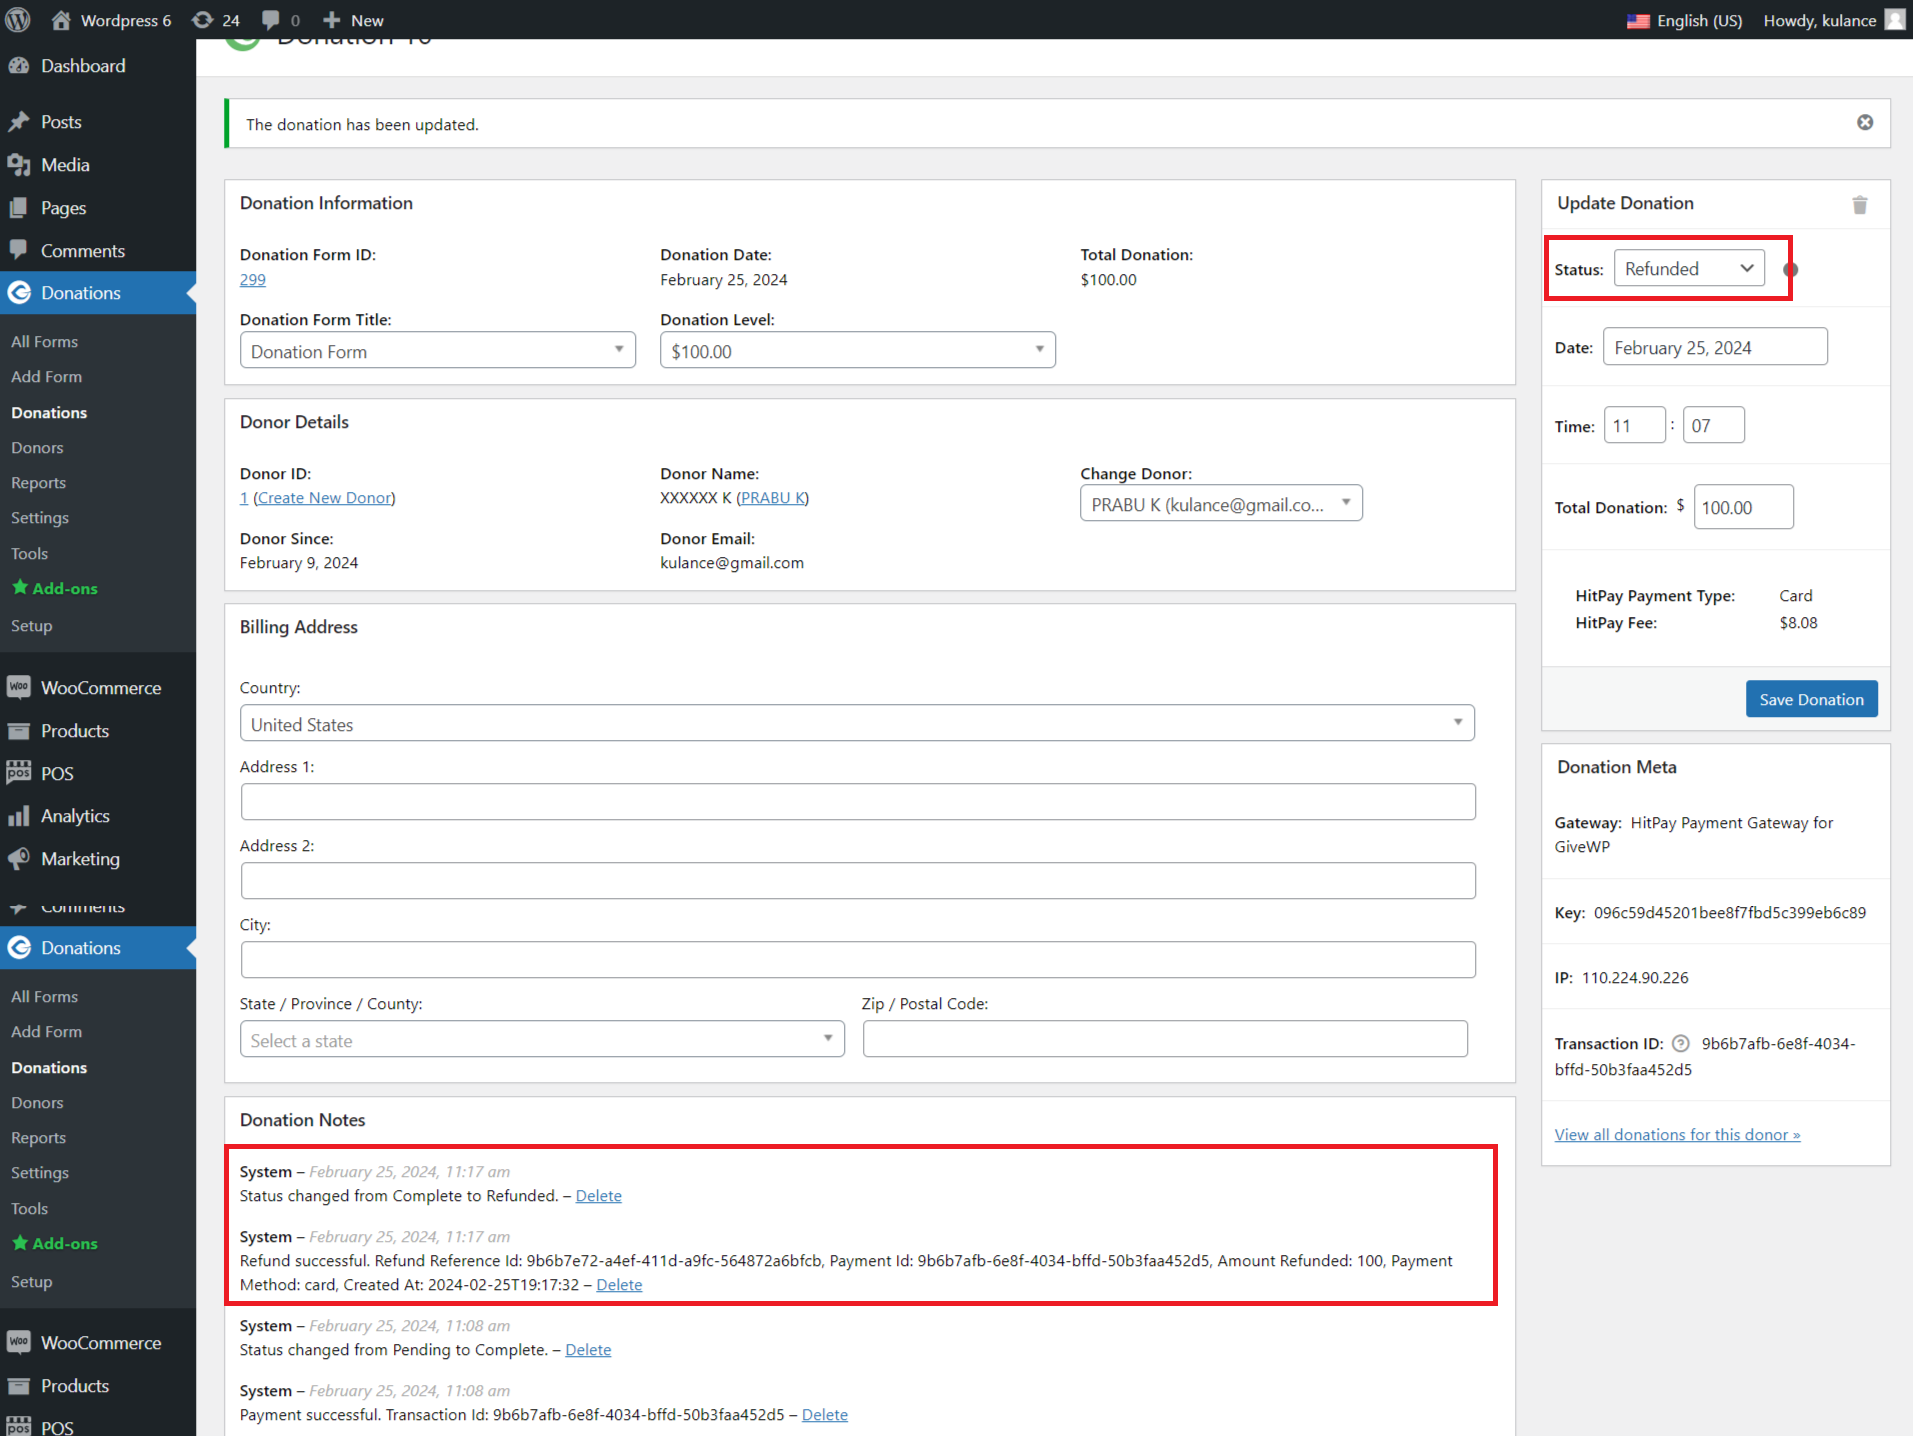 Wordpress 6
24
0
New
English (US)
Howdy, kulance
Dashboard
Posts
Media
Pages
Comments
Donations
All Forms
Add Form
Donations
Donors
Reports
Settings
Tools
Add-ons
Setup
WooCommerce
Products
POS
Analytics
Marketing
Comments
Donations
All Forms
Add Form
Donations
Donors
Reports
Settings
Tools
Add-ons
Setup
WooCommerce
Products
POS
The donation has been updated.
Donation Information
Donation Form ID:
299
Donation Date:
February 25, 2024
Total Donation:
$100.00
Donation Form Title:
Donation Form
Donation Level:
$100.00
Donor Details
Donor ID:
1 (Create New Donor)
Donor Name:
XXXXXX K (PRABU K)
Change Donor:
PRABU K (kulance@gmail.co...
Donor Since:
February 9, 2024
Donor Email:
kulance@gmail.com
Billing Address
Country:
United States
Address 1:
Address 2:
City:
State / Province / County:
Select a state
Zip / Postal Code:
Donation Notes
System – February 25, 2024, 11:17 am
Status changed from Complete to Refunded. – Delete
System – February 25, 2024, 11:17 am
Refund successful. Refund Reference Id: 9b6b7e72-a4ef-411d-a9fc-564872a6bfcb, Payment Id: 9b6b7afb-6e8f-4034-bffd-50b3faa452d5, Amount Refunded: 100, Payment
Method: card, Created At: 2024-02-25T19:17:32 – Delete
System – February 25, 2024, 11:08 am
Status changed from Pending to Complete. – Delete
System – February 25, 2024, 11:08 am
Payment successful. Transaction Id: 9b6b7afb-6e8f-4034-bffd-50b3faa452d5 – Delete
Update Donation
Status: Refunded
Date: February 25, 2024
Time: 11 : 07
Total Donation: $ 100.00
HitPay Payment Type: Card
HitPay Fee: $8.08
Save Donation
Donation Meta
Gateway: HitPay Payment Gateway for
GiveWP
Key: 096c59d45201bee8f7fbd5c399eb6c89
IP: 110.224.90.226
Transaction ID: 9b6b7afb-6e8f-4034-
bffd-50b3faa452d5
View all donations for this donor »